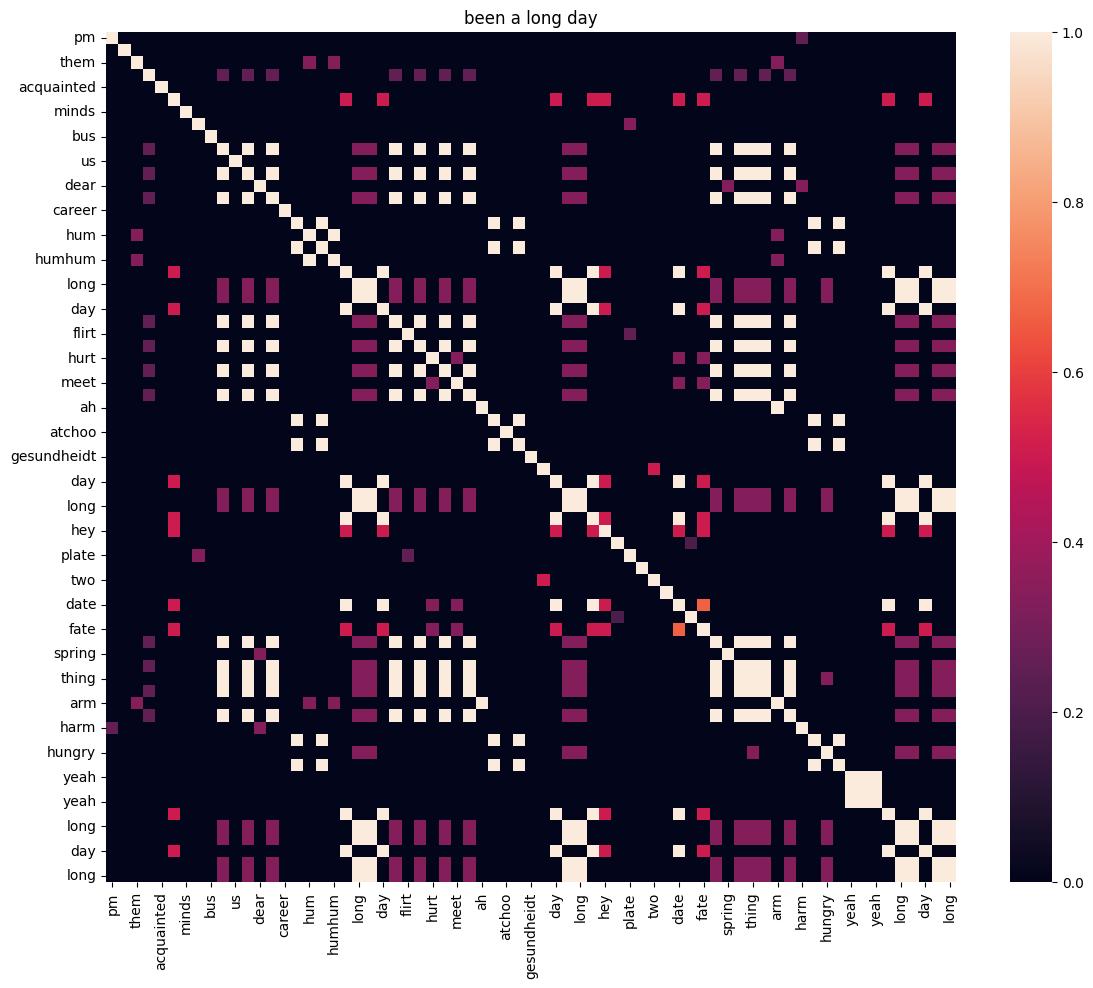 been a long day
pm
them
acquainted
minds
bus
us
dear
career
hum
humhum
long
day
flirt
hurt
meet
ah
atchoo
gesundheidt
day
long
hey
plate
two
date
fate
spring
thing
arm
harm
hungry
yeah
yeah
long
day
long
pm
them
acquainted
minds
bus
us
dear
career
hum
humhum
long
day
flirt
hurt
meet
ah
atchoo
gesundheidt
day
long
hey
plate
two
date
fate
spring
thing
arm
harm
hungry
yeah
yeah
long
day
long
1.0
0.8
0.6
0.4
0.2
0.0